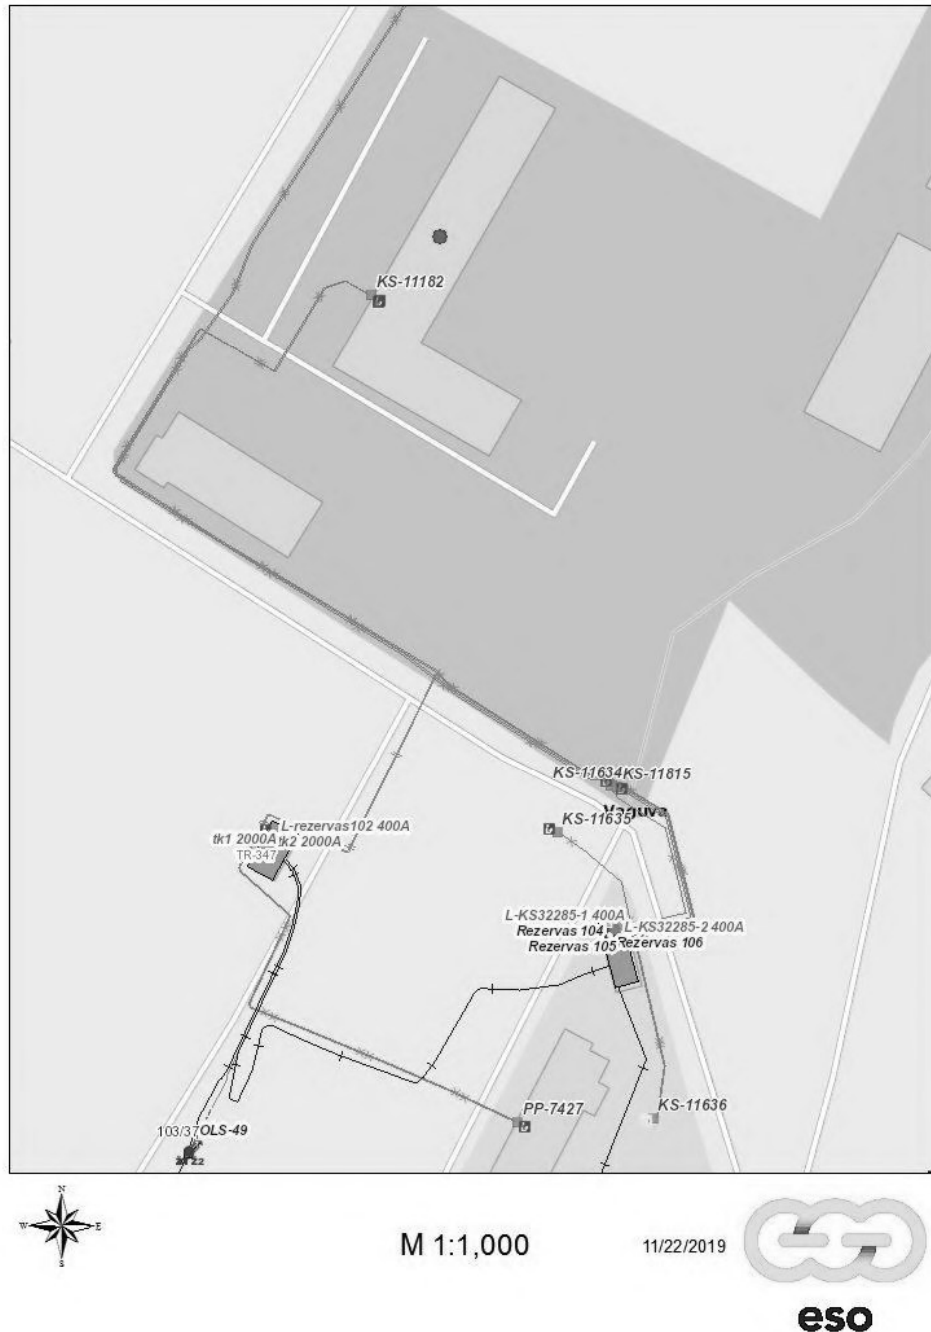 KS-11182
KS-11634 KS-11815
Vaguva
KS-11635
L-rezervas102 400A
tk1 2000A tk2 2000A
TR-347
L-KS32285-1 400A
L-KS32285-2 400A
Rezervas 104
Rezervas 105 Rezervas 106
PP-7427
KS-11636
103/37 OLS-49
N
W E
S
M 1:1,000
11/22/2019
eso